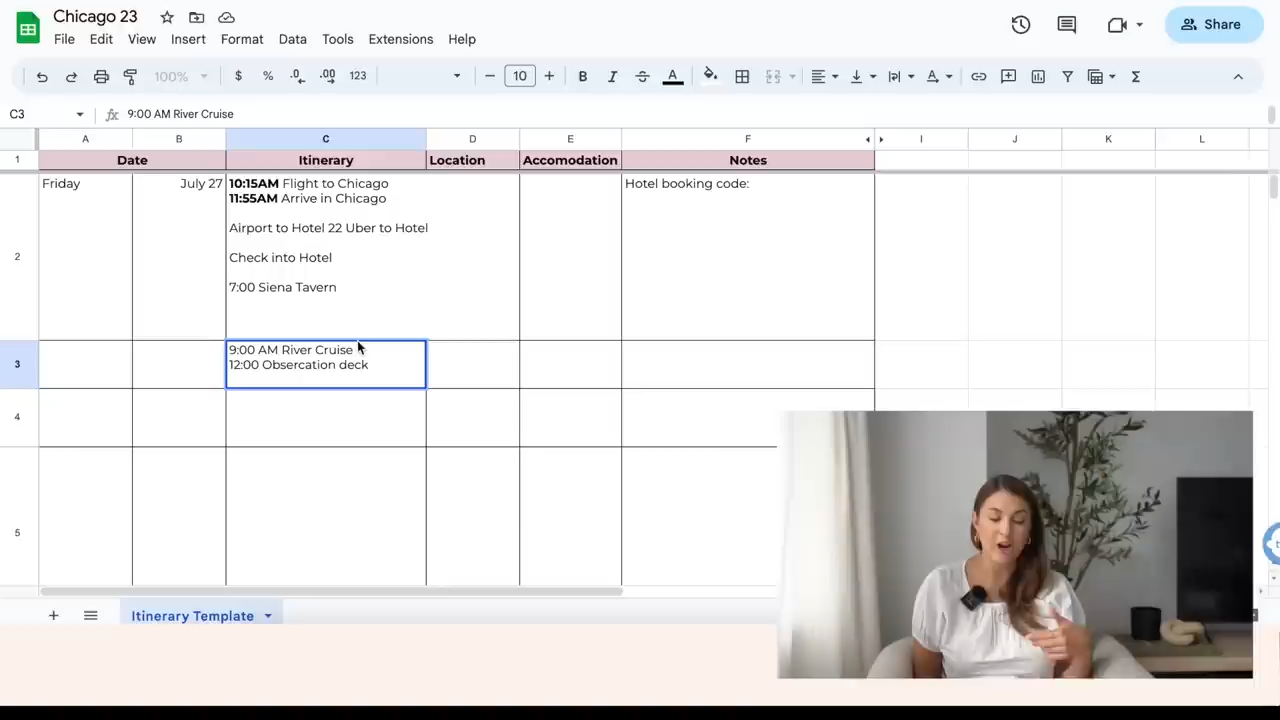 Chicago 23
File Edit View Insert Format Data Tools Extensions Help
Share
100% $ % .0 .00 123 10 B I A
C3 9:00 AM River Cruise
A B C D E F I J K L
1 Date Itinerary Location Accomodation Notes
2 Friday July 27 10:15AM Flight to Chicago Hotel booking code:
11:55AM Arrive in Chicago
Airport to Hotel 22 Uber to Hotel
Check into Hotel
7:00 Siena Tavern
3 9:00 AM River Cruise
12:00 Obsercation deck
4
5
Itinerary Template